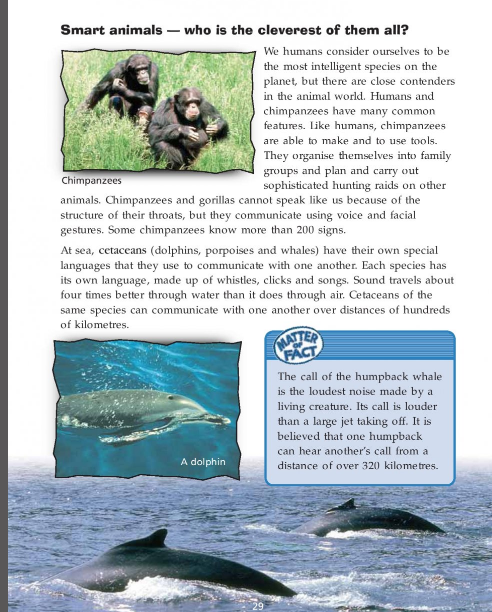 Smart animals — who is the cleverest of them all?
We humans consider ourselves to be
the most intelligent species on the
planet, but there are close contenders
in the animal world. Humans and
chimpanzees have many common
features. Like humans, chimpanzees
are able to make and to use tools.
They organise themselves into family
groups and plan and carry out
sophisticated hunting raids on other
Chimpanzees
animals. Chimpanzees and gorillas cannot speak like us because of the
structure of their throats, but they communicate using voice and facial
gestures. Some chimpanzees know more than 200 signs.
At sea, cetaceans (dolphins, porpoises and whales) have their own special
languages that they use to communicate with one another. Each species has
its own language, made up of whistles, clicks and songs. Sound travels about
four times better through water than it does through air. Cetaceans of the
same species can communicate with one another over distances of hundreds
of kilometres.
A dolphin
MATTER
OF
FACT
The call of the humpback whale
is the loudest noise made by a
living creature. Its call is louder
than a large jet taking off. It is
believed that one humpback
can hear another's call from a
distance of over 320 kilometres.
29